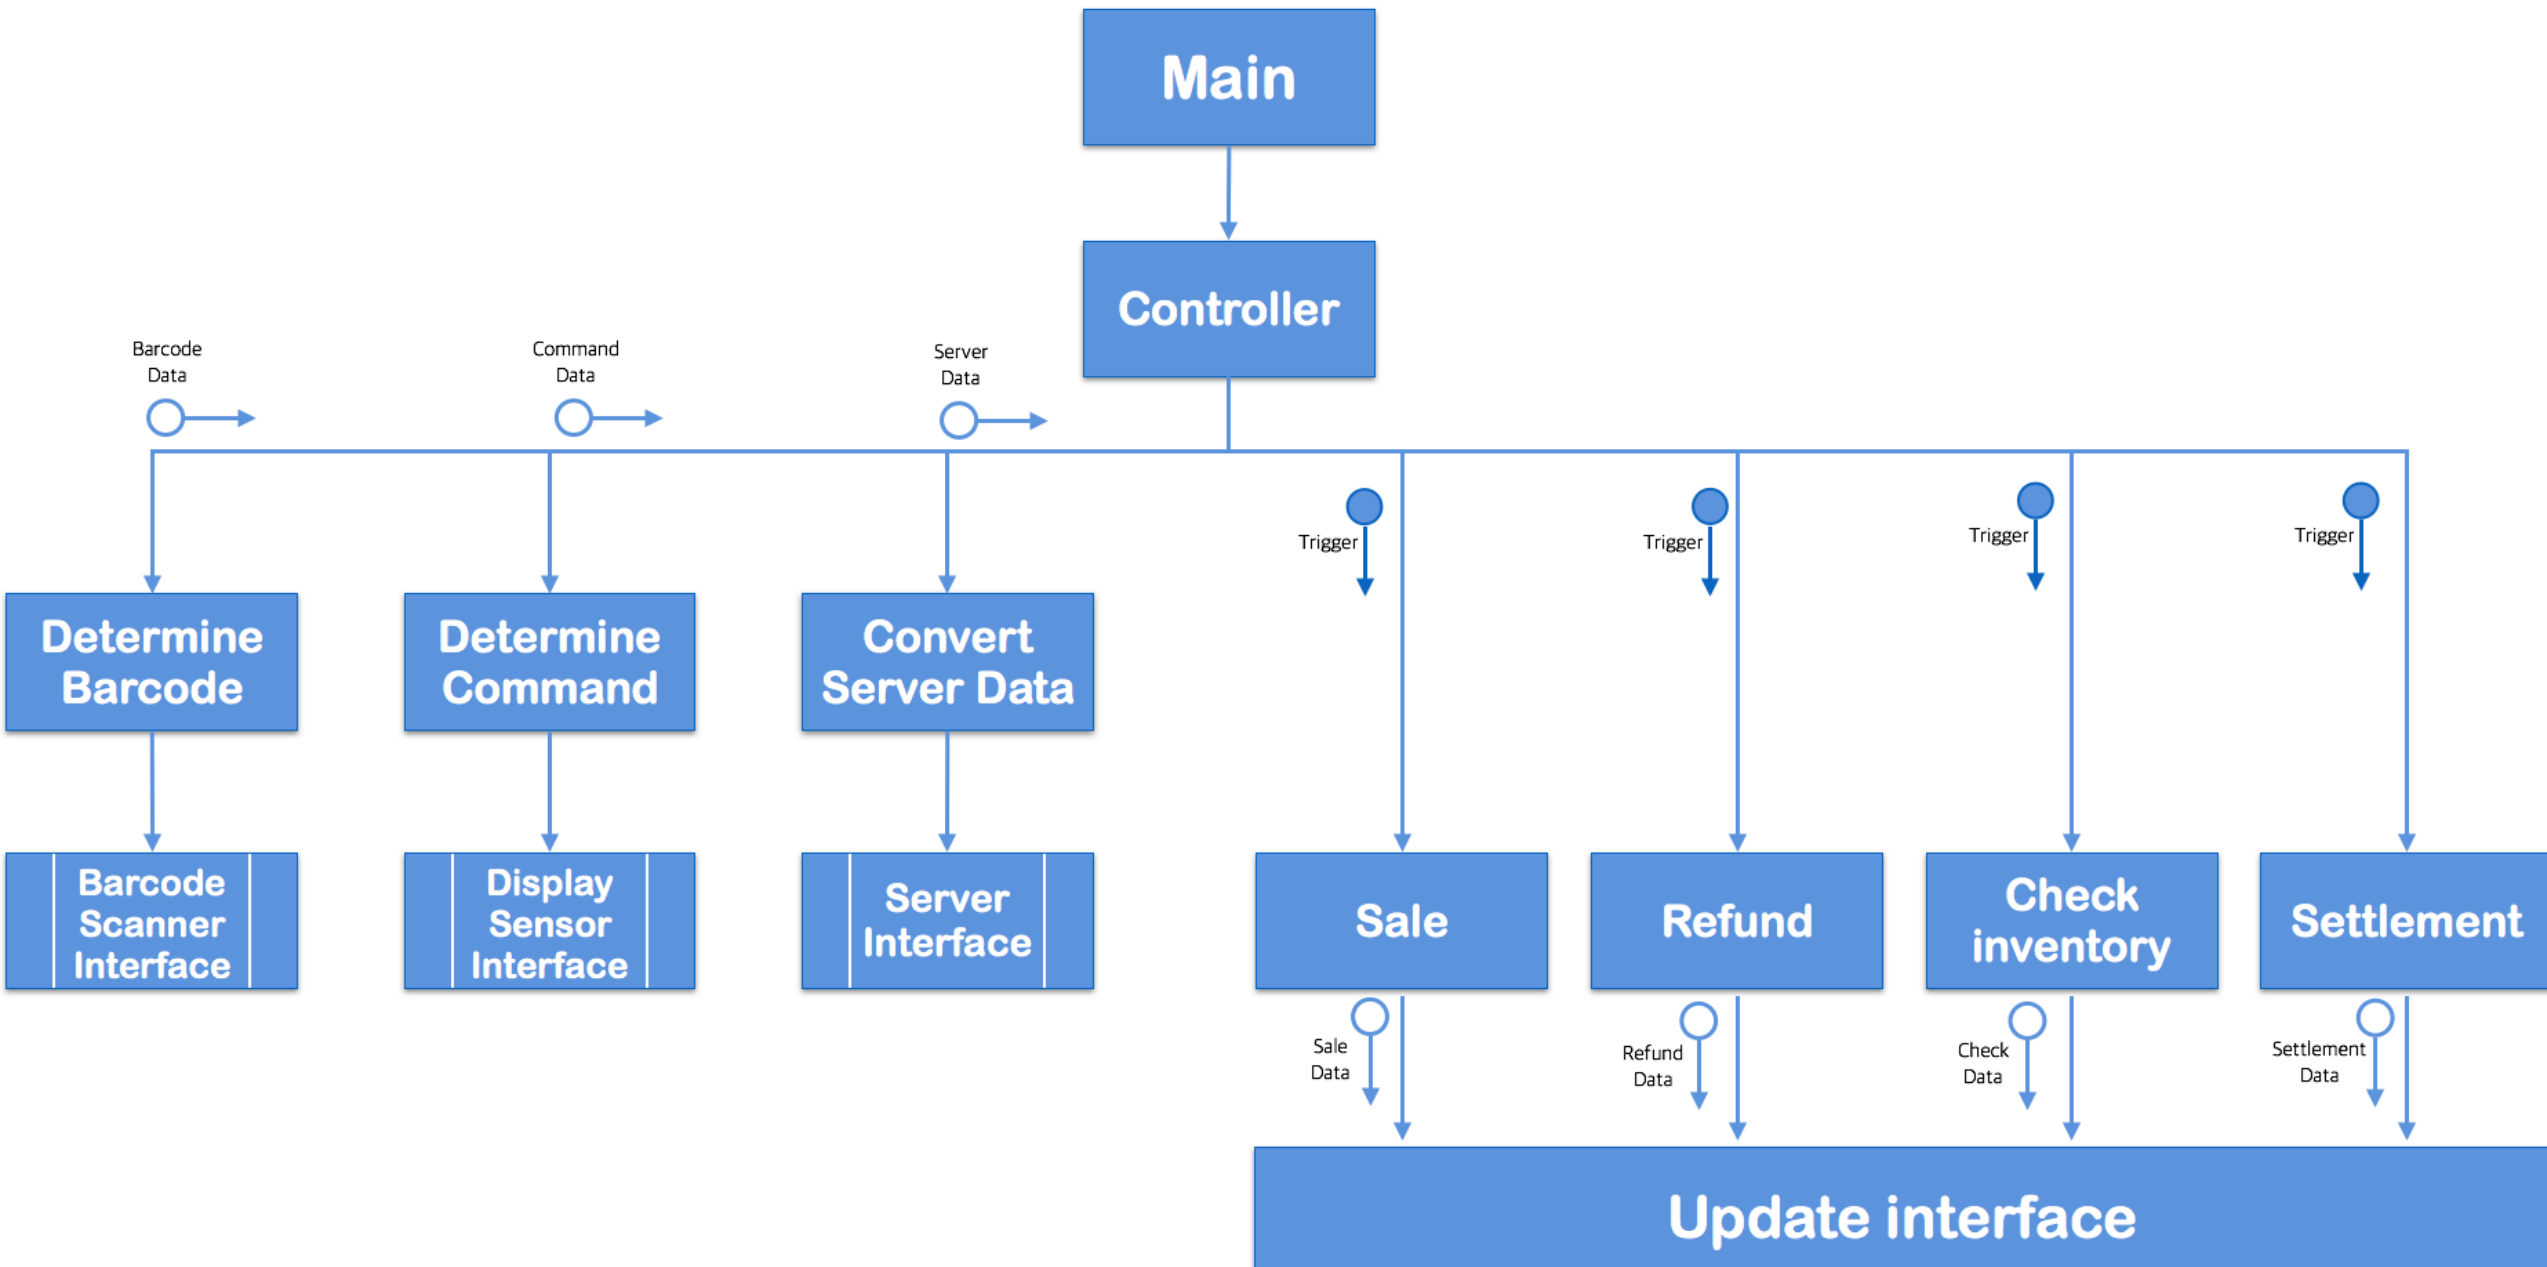 Main
Controller
Barcode
Data
Command
Data
Server
Data
Trigger
Trigger
Trigger
Trigger
Determine
Barcode
Determine
Command
Convert
Server Data
Barcode
Scanner
Interface
Display
Sensor
Interface
Server
Interface
Sale
Refund
Check
inventory
Settlement
Sale
Data
Refund
Data
Check
Data
Settlement
Data
Update interface